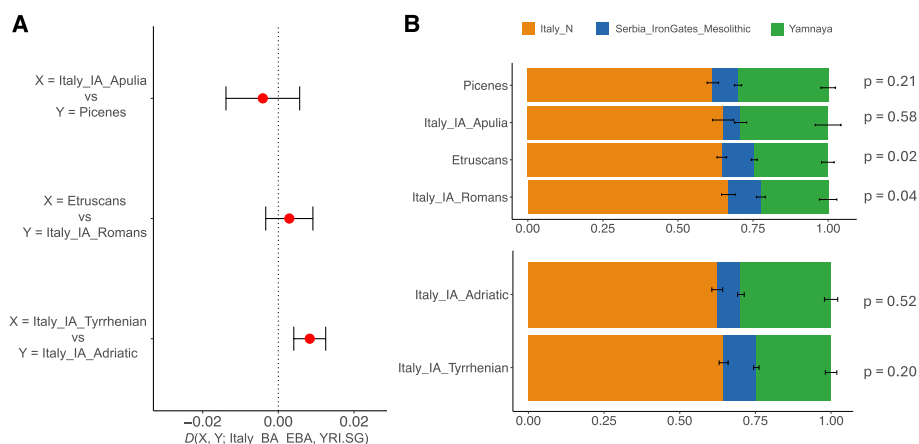 A
X = Italy_IA_Apulia
vs
Y = Picenes
X = Etruscans
vs
Y = Italy_IA_Romans
X = Italy_IA_Tyrrhenian
vs
Y = Italy_IA_Adriatic
−0.02 0.00 0.02
D(X, Y; Italy_BA_EBA, YRI.SG)
B
Italy_N Serbia_IronGates_Mesolithic Yamnaya
Picenes p = 0.21
Italy_IA_Apulia p = 0.58
Etruscans p = 0.02
Italy_IA_Romans p = 0.04
0.00 0.25 0.50 0.75 1.00
Italy_IA_Adriatic p = 0.52
Italy_IA_Tyrrhenian p = 0.20
0.00 0.25 0.50 0.75 1.00